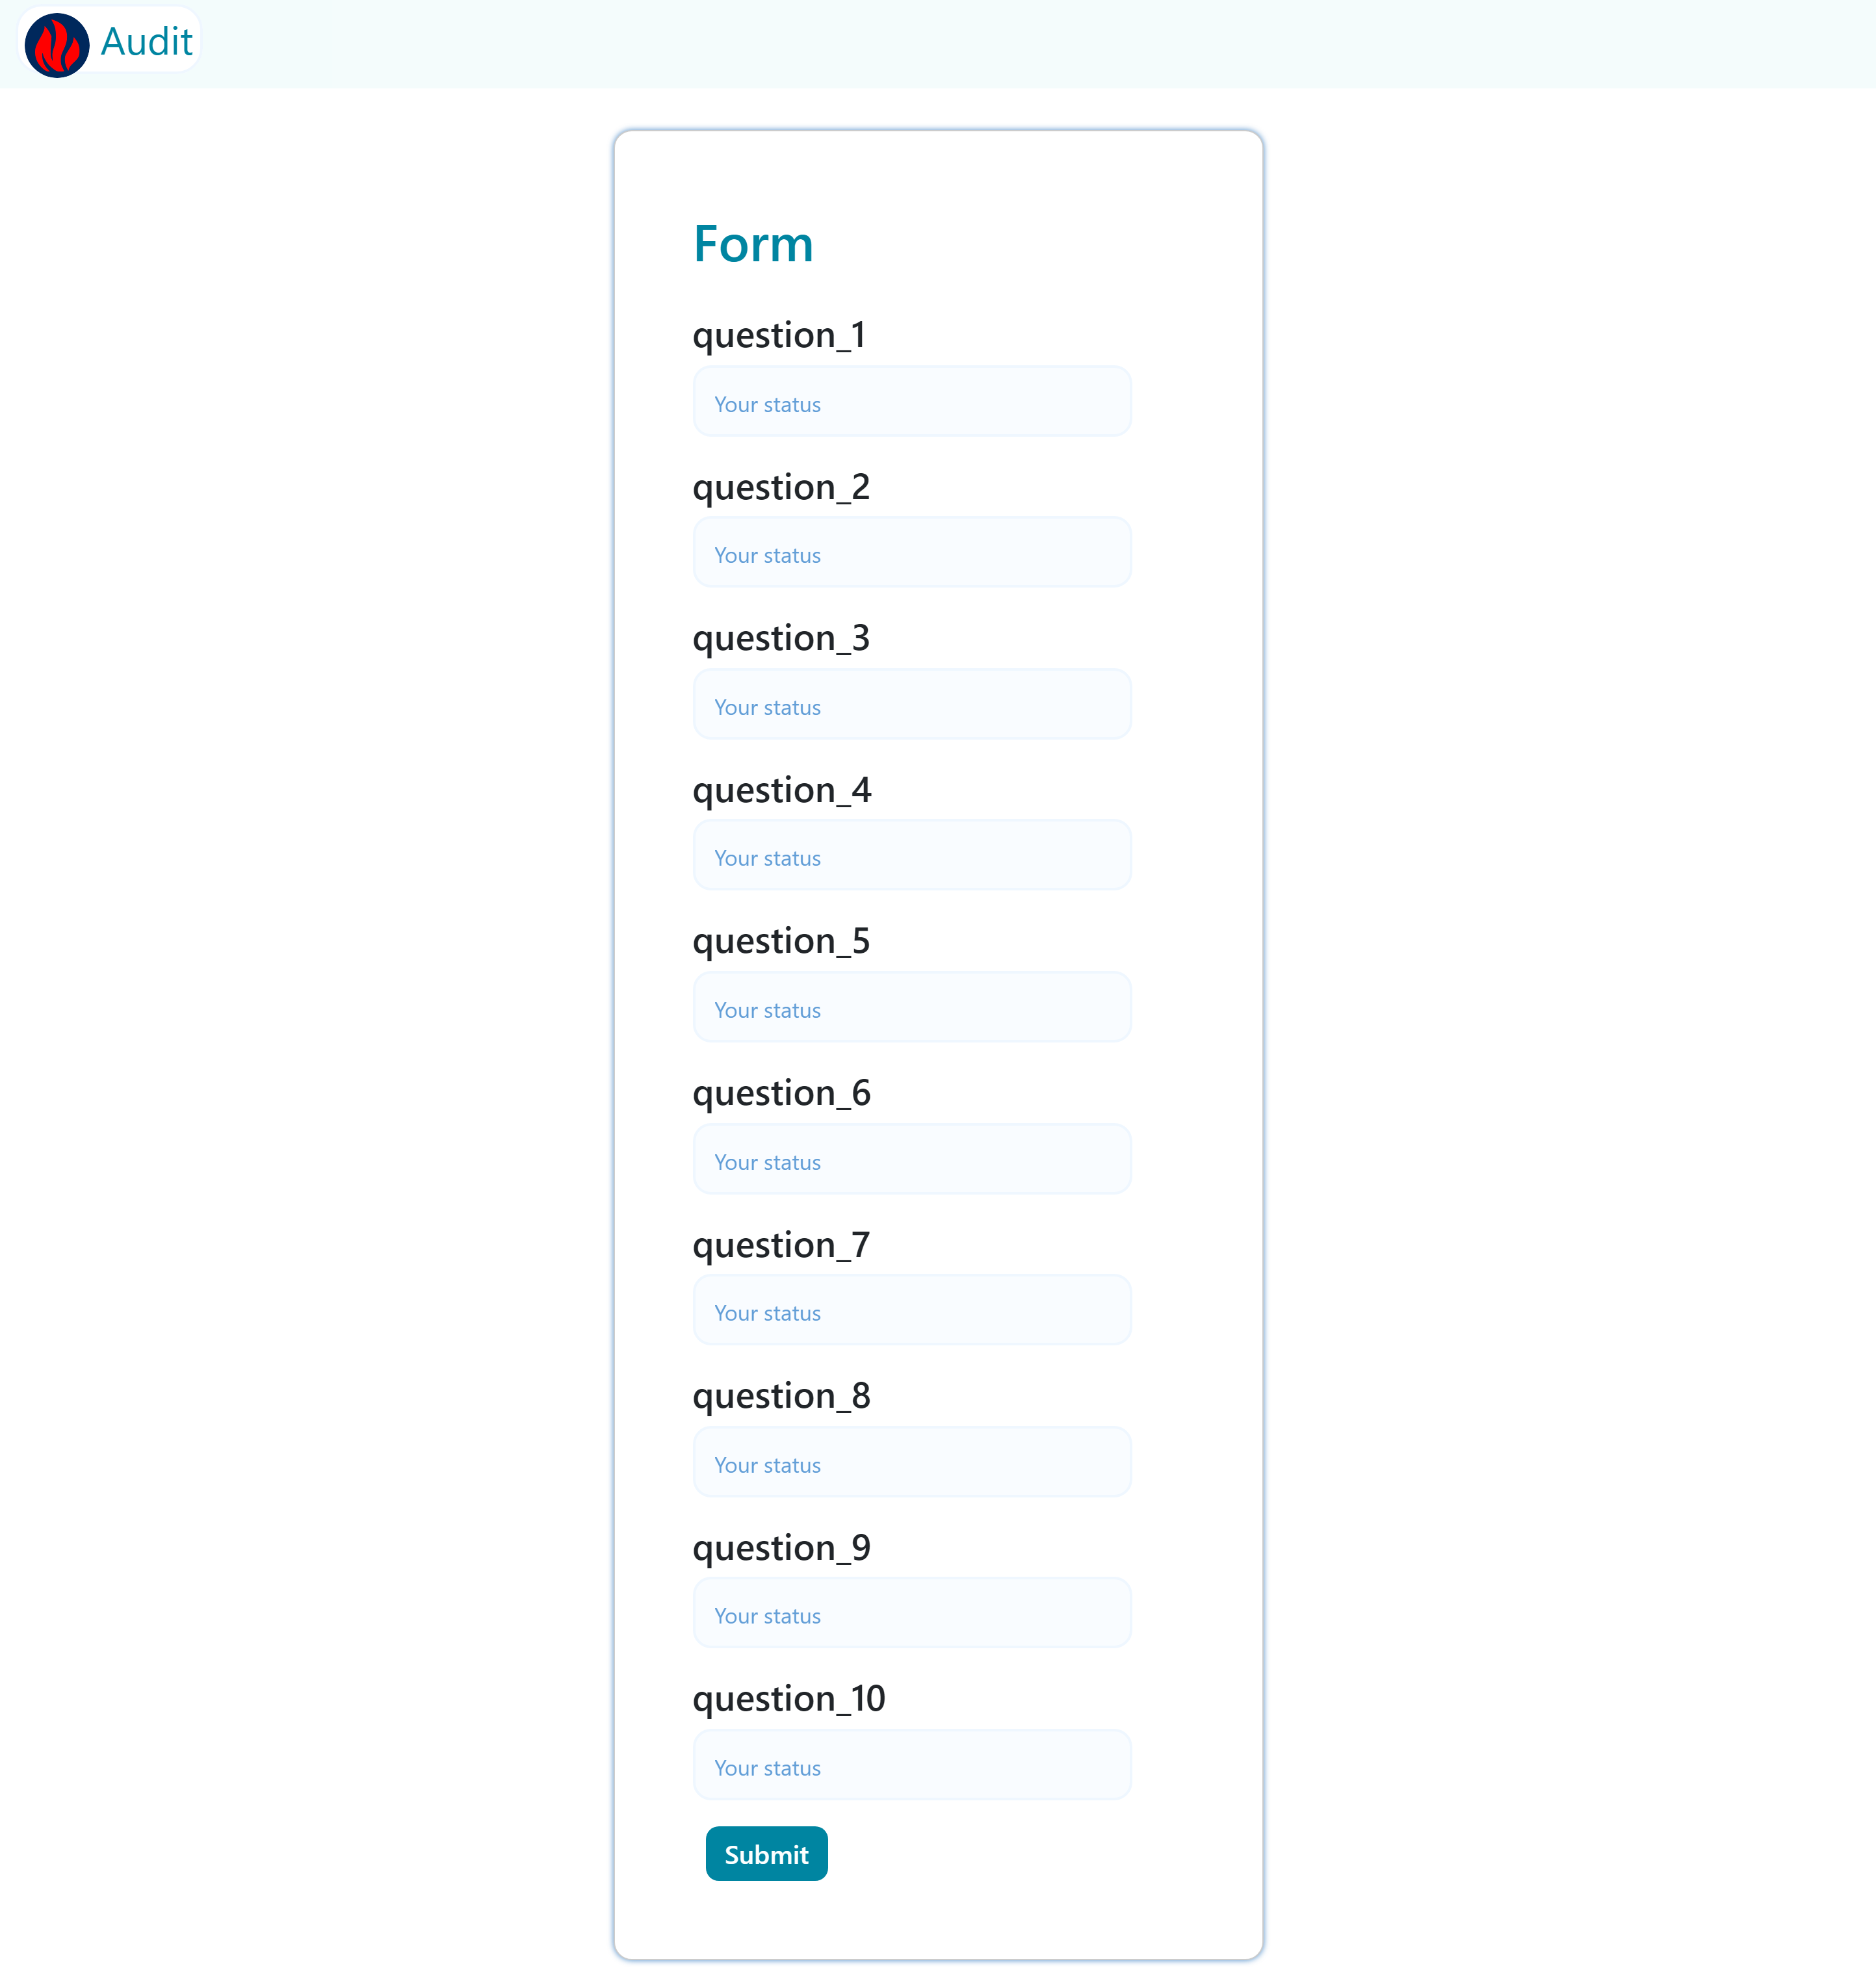 Audit
Form
question_1
Your status
question_2
Your status
question_3
Your status
question_4
Your status
question_5
Your status
question_6
Your status
question_7
Your status
question_8
Your status
question_9
Your status
question_10
Your status
Submit